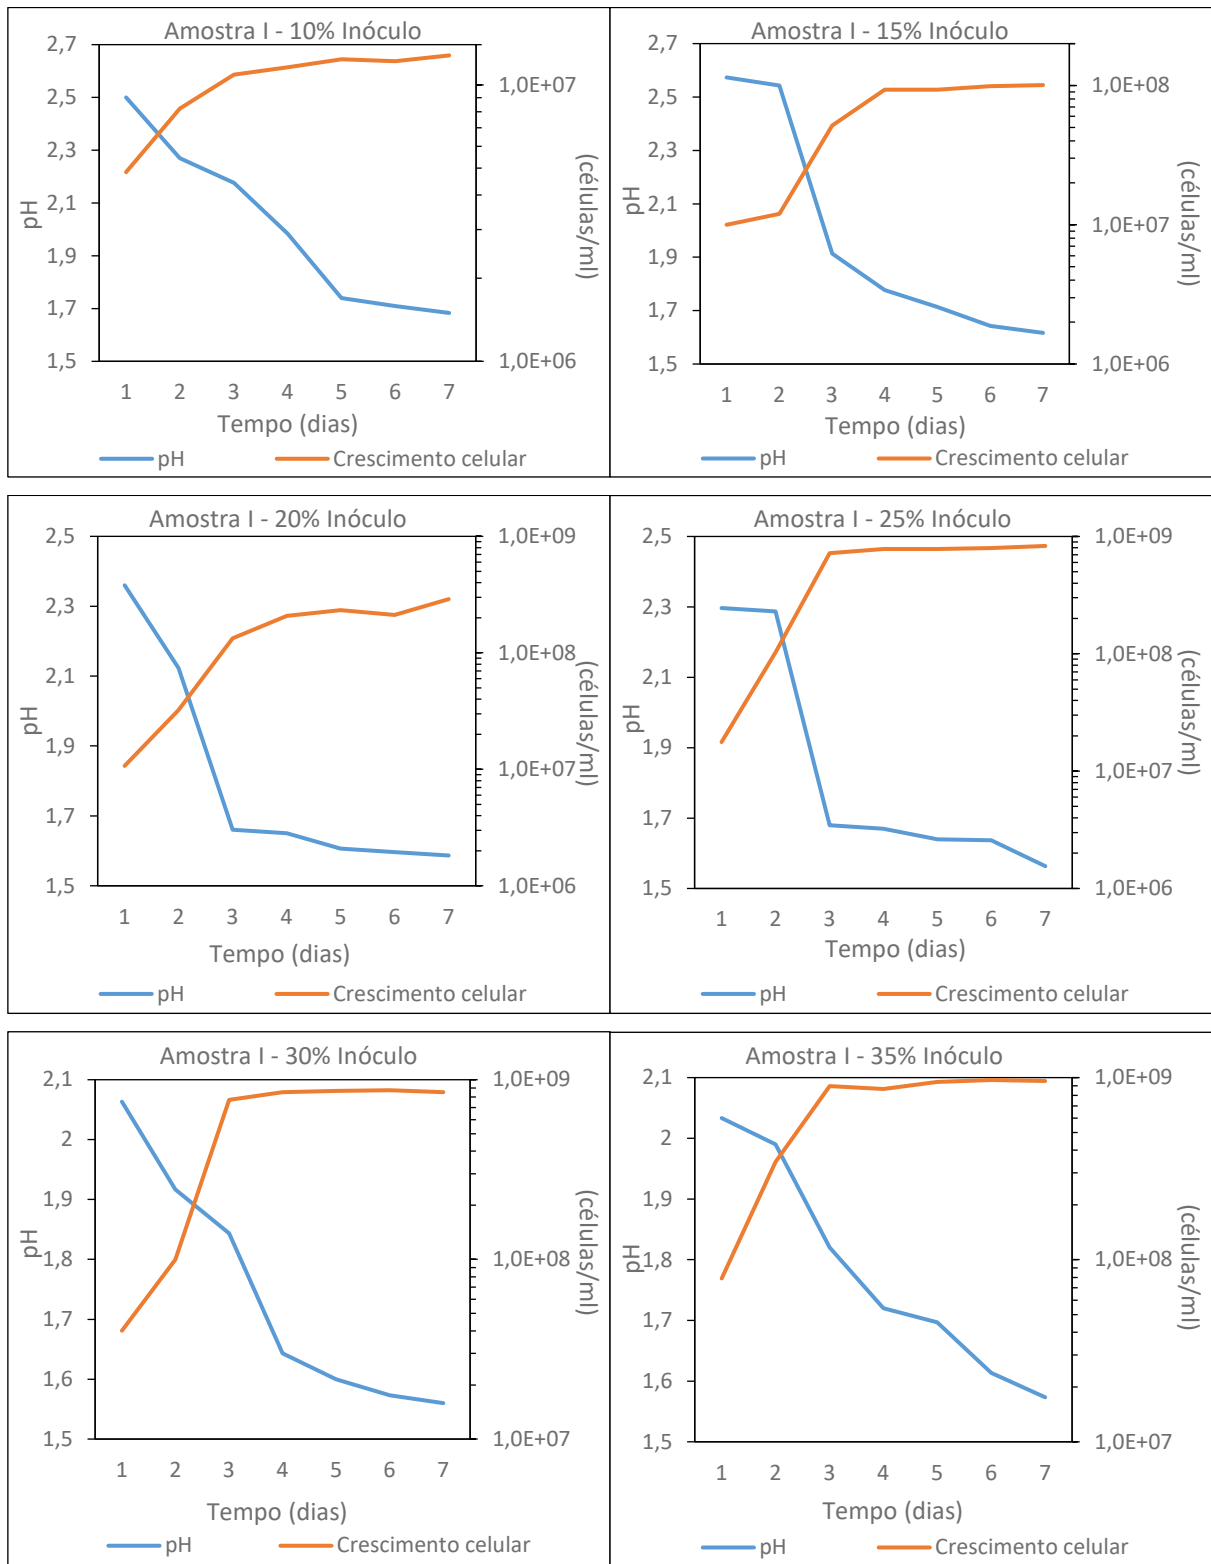 Amostra I - 10% Inóculo
2,7
2,5
2,3
2,1
1,9
1,7
1,5
pH
1,0E+07
1,0E+06
(células/ml)
1 2 3 4 5 6 7
Tempo (dias)
pH Crescimento celular
Amostra I - 15% Inóculo
2,7
2,5
2,3
2,1
1,9
1,7
1,5
pH
1,0E+08
1,0E+07
1,0E+06
(células/ml)
1 2 3 4 5 6 7
Tempo (dias)
pH Crescimento celular
Amostra I - 20% Inóculo
2,5
2,3
2,1
1,9
1,7
1,5
pH
1,0E+09
1,0E+08
1,0E+07
1,0E+06
(células/ml)
1 2 3 4 5 6 7
Tempo (dias)
pH Crescimento celular
Amostra I - 25% Inóculo
2,5
2,3
2,1
1,9
1,7
1,5
pH
1,0E+09
1,0E+08
1,0E+07
1,0E+06
(células/ml)
1 2 3 4 5 6 7
Tempo (dias)
pH Crescimento celular
Amostra I - 30% Inóculo
2,1
2
1,9
1,8
1,7
1,6
1,5
pH
1,0E+09
1,0E+08
1,0E+07
(células/ml)
1 2 3 4 5 6 7
Tempo (dias)
pH Crescimento celular
Amostra I - 35% Inóculo
2,1
2
1,9
1,8
1,7
1,6
1,5
pH
1,0E+09
1,0E+08
1,0E+07
(células/ml)
1 2 3 4 5 6 7
Tempo (dias)
pH Crescimento celular